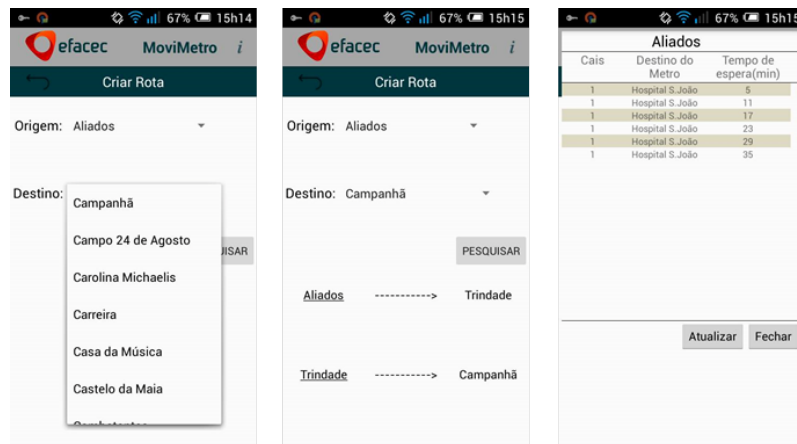 67% 15h14
efacec MoviMetro i
Criar Rota
Origem: Aliados
Destino:
Campanhã
Campo 24 de Agosto
Carolina Michaelis
Carreira
Casa da Música
Castelo da Maia
UISAR
67% 15h15
efacec MoviMetro i
Criar Rota
Origem: Aliados
Destino: Campanhã
PESQUISAR
Aliados -----------> Trindade
Trindade -----------> Campanhã
67% 15h15
Aliados
Cais Destino do Tempo de
Metro espera(min)
1 Hospital S.João 5
1 Hospital S.João 11
1 Hospital S.João 17
1 Hospital S.João 23
1 Hospital S.João 29
1 Hospital S.João 35
Atualizar Fechar